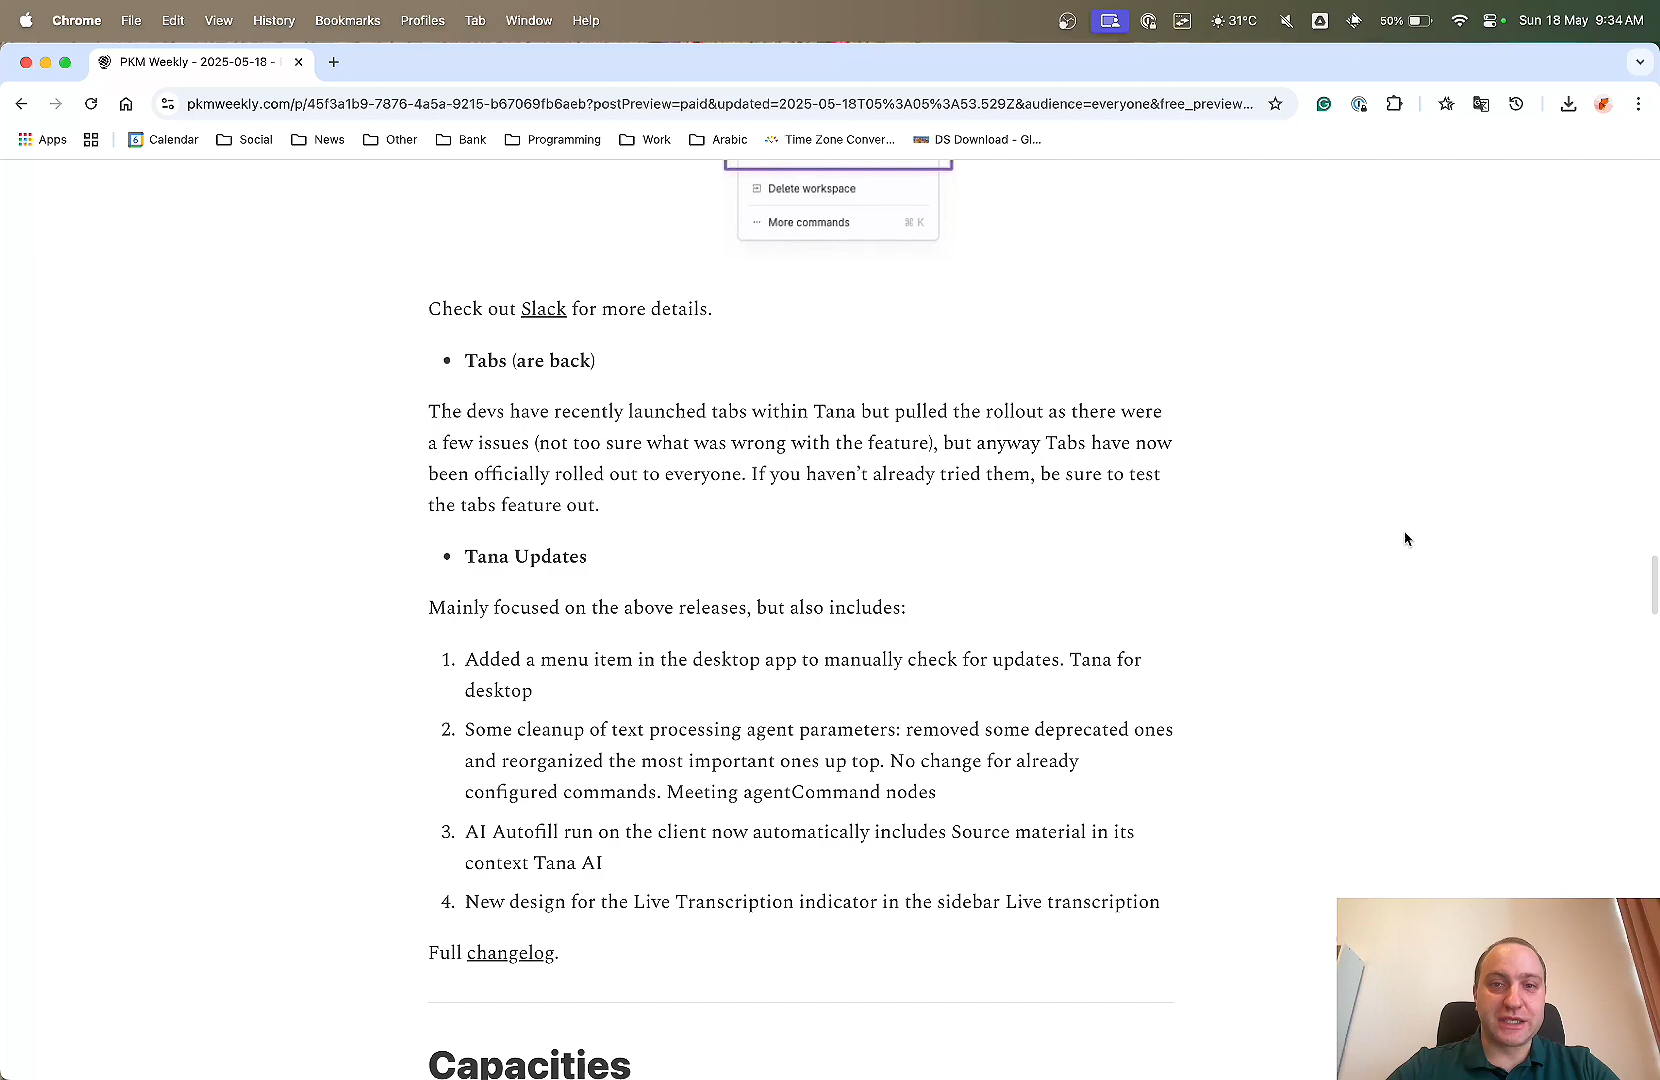 Chrome File Edit View History Bookmarks Profiles Tab Window Help 31°C 50% Sun 18 May 9:34 AM
PKM Weekly - 2025-05-18 -
pkmweekly.com/p/45f3a1b9-7876-4a5a-9215-b67069fb6aeb?postPreview=paid&updated=2025-05-18T05%3A05%3A53.529Z&audience=everyone&free_preview...
Apps 6 Calendar Social News Other Bank Programming Work Arabic Time Zone Conver... DS Download - Gl...
Delete workspace
More commands ⌘ K
Check out Slack for more details.
• Tabs (are back)
The devs have recently launched tabs within Tana but pulled the rollout as there were
a few issues (not too sure what was wrong with the feature), but anyway Tabs have now
been officially rolled out to everyone. If you haven’t already tried them, be sure to test
the tabs feature out.
• Tana Updates
Mainly focused on the above releases, but also includes:
1. Added a menu item in the desktop app to manually check for updates. Tana for
desktop
2. Some cleanup of text processing agent parameters: removed some deprecated ones
and reorganized the most important ones up top. No change for already
configured commands. Meeting agentCommand nodes
3. AI Autofill run on the client now automatically includes Source material in its
context Tana AI
4. New design for the Live Transcription indicator in the sidebar Live transcription
Full changelog.
Capacities